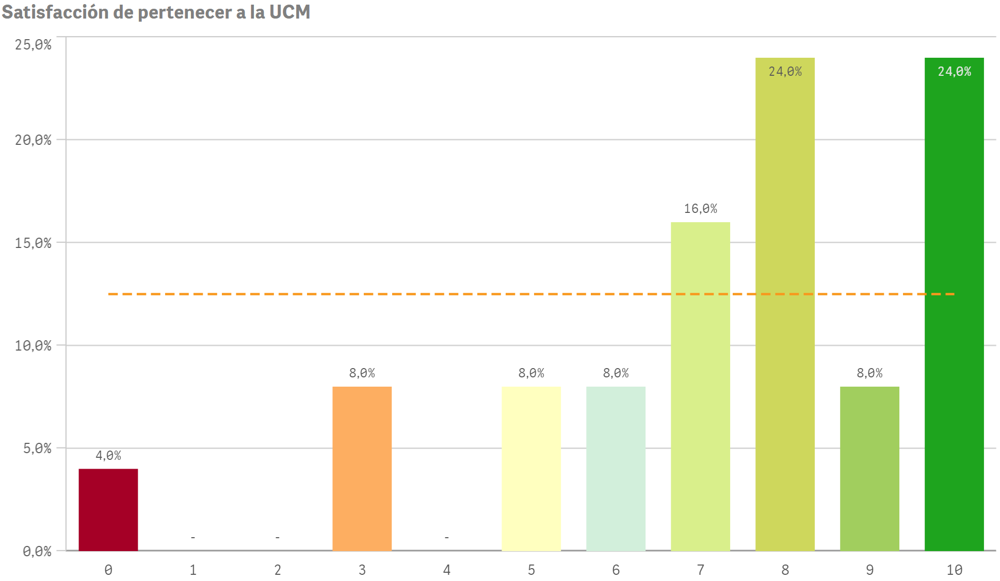 Satisfacción de pertenecer a la UCM
25,0%
24,0% 24,0%
20,0%
16,0%
15,0%
10,0%
8,0% 8,0% 8,0% 8,0%
5,0%
4,0%
- - -
0,0%
0 1 2 3 4 5 6 7 8 9 10